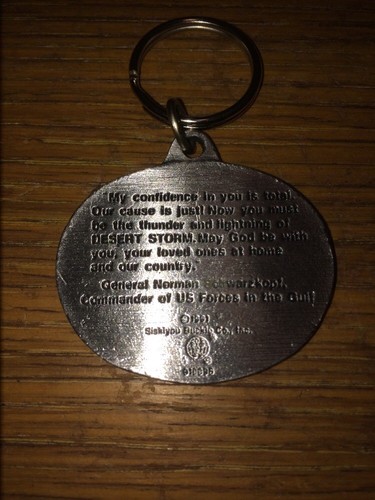 "My confidence in you is total.
Our cause is just! Now you must
be the thunder and lightning of
DESERT STORM. May God be with
you, your loved ones at home
and our country."
General Norman Schwarzkopf,
Commander of US Forces in the Gulf
©1991
Siskiyou Buckle Co., Inc.